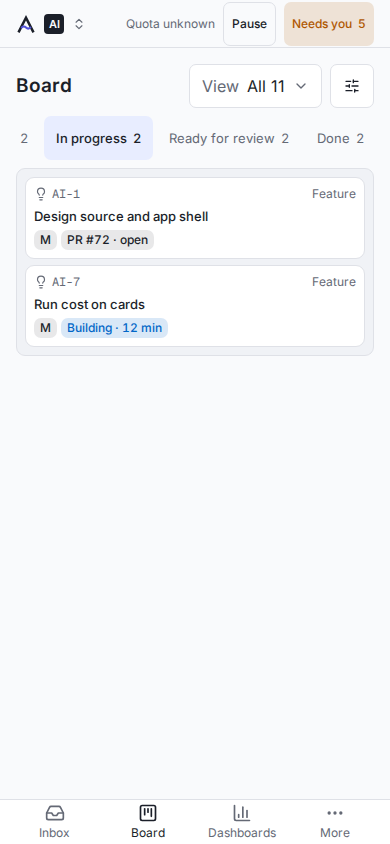 AI Quota unknown Pause Needs you 5
Board View All 11
2 In progress 2 Ready for review 2 Done 2
AI-1 Feature
Design source and app shell
M PR #72 · open
AI-7 Feature
Run cost on cards
M Building · 12 min
Inbox Board Dashboards More